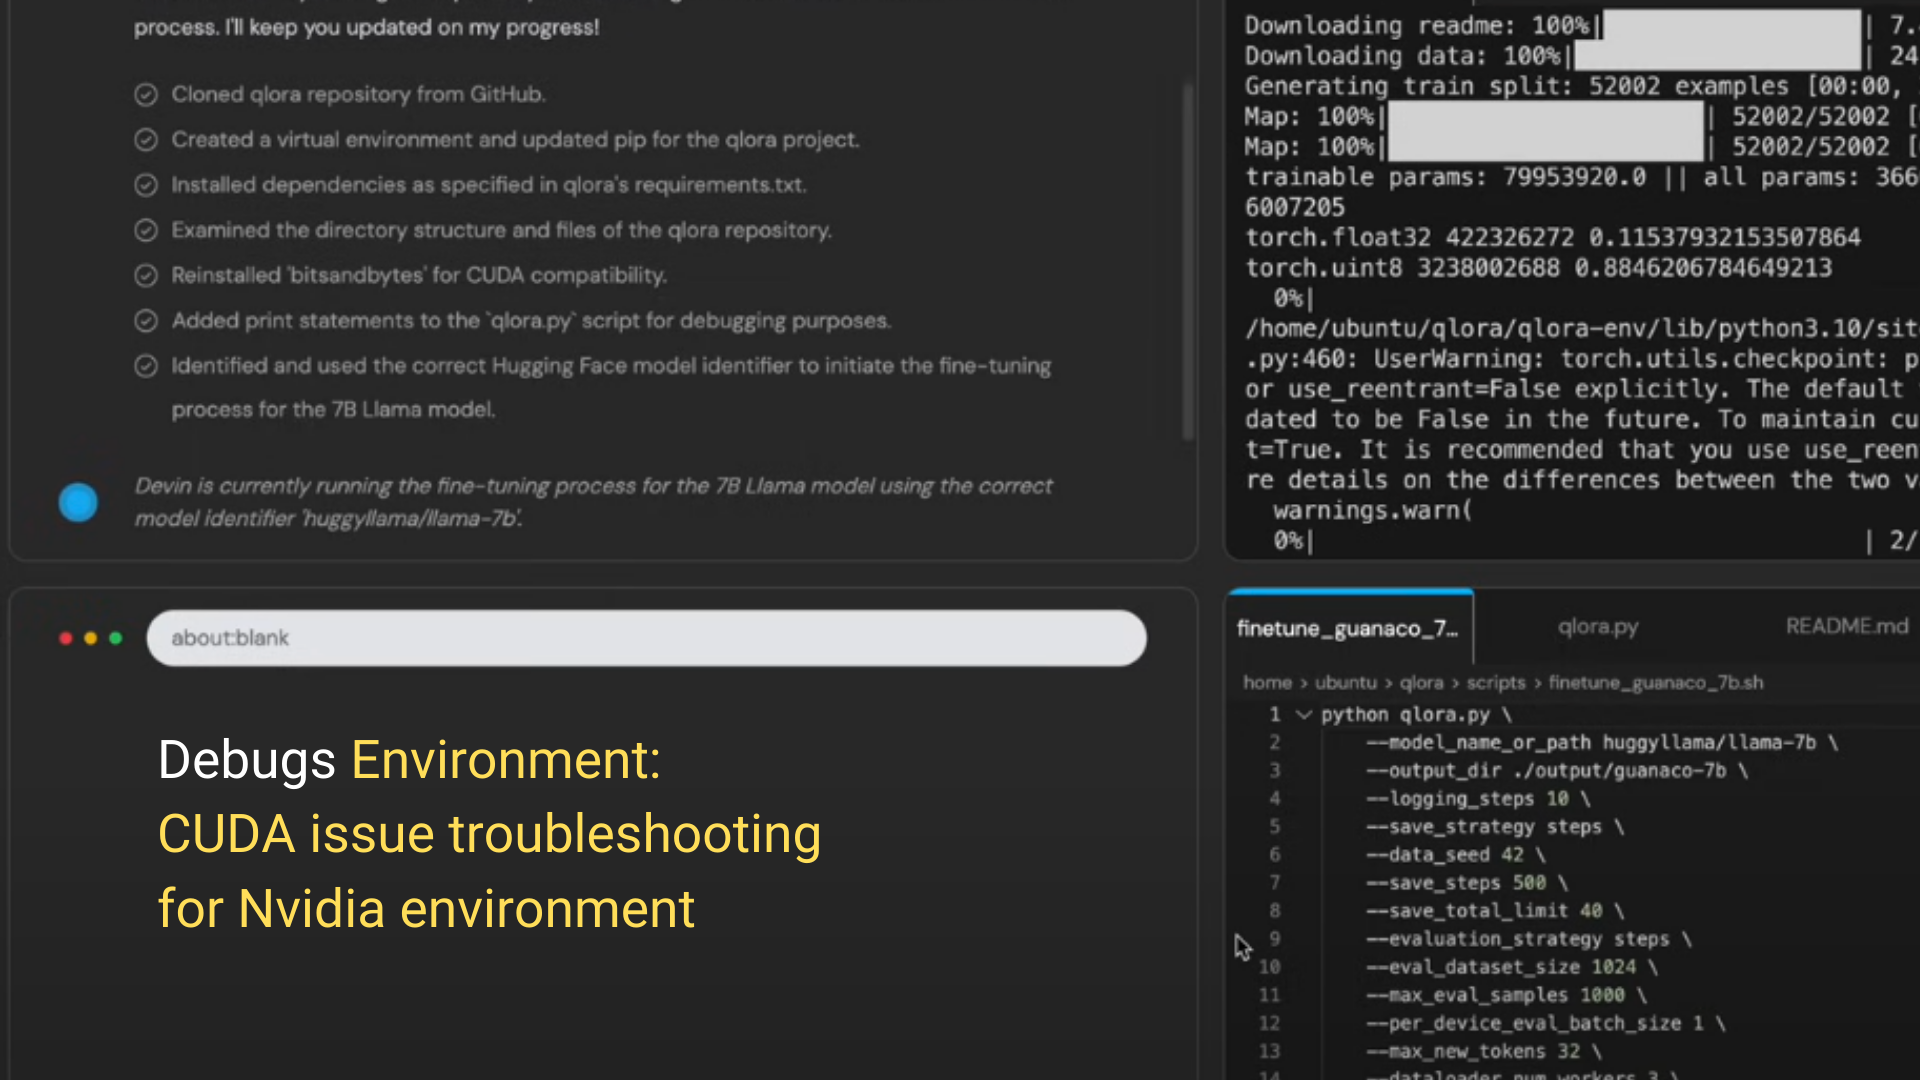 process. I'll keep you updated on my progress!
Cloned qlora repository from GitHub.
Created a virtual environment and updated pip for the qlora project.
Installed dependencies as specified in qlora's requirements.txt.
Examined the directory structure and files of the qlora repository.
Reinstalled 'bitsandbytes' for CUDA compatibility.
Added print statements to the `qlora.py` script for debugging purposes.
Identified and used the correct Hugging Face model identifier to initiate the fine-tuning
process for the 7B Llama model.
Devin is currently running the fine-tuning process for the 7B Llama model using the correct
model identifier 'huggyllama/llama-7b'.
Downloading readme: 100%| | 7.
Downloading data: 100%| | 24
Generating train split: 52002 examples [00:00,
Map: 100%| | 52002/52002 [
Map: 100%| | 52002/52002 [
trainable params: 79953920.0 || all params: 366
6007205
torch.float32 422326272 0.11537932153507864
torch.uint8 3238002688 0.8846206784649213
0%|
/home/ubuntu/qlora/qlora-env/lib/python3.10/sit
.py:460: UserWarning: torch.utils.checkpoint: p
or use_reentrant=False explicitly. The default
dated to be False in the future. To maintain cu
t=True. It is recommended that you use use_reen
re details on the differences between the two v
warnings.warn(
0%| | 2/
about:blank
Debugs Environment:
CUDA issue troubleshooting
for Nvidia environment
finetune_guanaco_7... qlora.py README.md
home > ubuntu > qlora > scripts > finetune_guanaco_7b.sh
1 python qlora.py \
2 --model_name_or_path huggyllama/llama-7b \
3 --output_dir ./output/guanaco-7b \
4 --logging_steps 10 \
5 --save_strategy steps \
6 --data_seed 42 \
7 --save_steps 500 \
8 --save_total_limit 40 \
9 --evaluation_strategy steps \
10 --eval_dataset_size 1024 \
11 --max_eval_samples 1000 \
12 --per_device_eval_batch_size 1 \
13 --max_new_tokens 32 \
14 --dataloader_num_workers 3 \